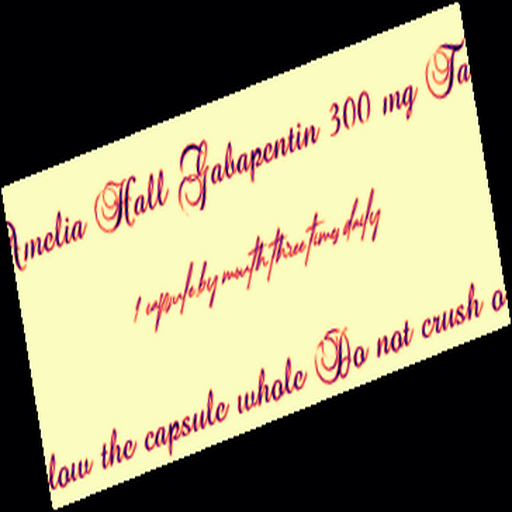 Amelia Hall Gabapentin 300 mg Ta
1 capsule by mouth three times daily
low the capsule whole Do not crush o